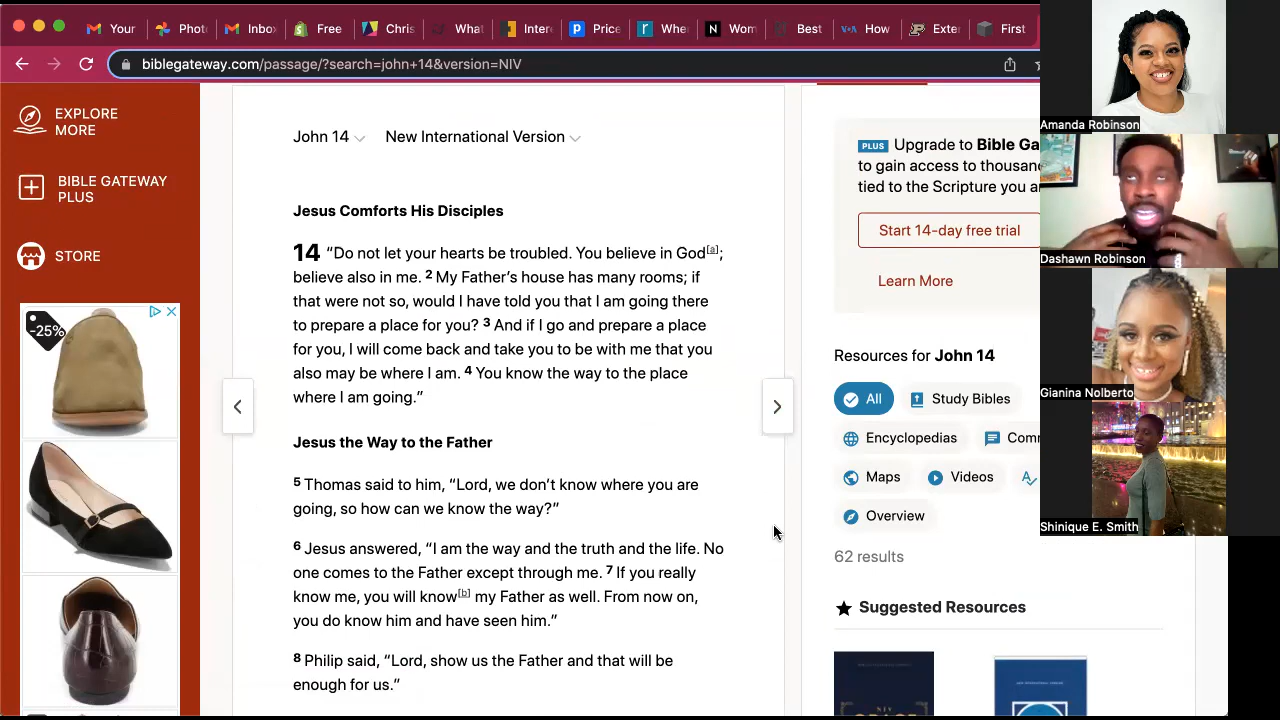 Your
Phot
Inbo
Free
Chris
What
Inter
Price
Whe
Wom
Best
How
Exter
First
biblegateway.com/passage/?search=john+14&version=NIV
EXPLORE
MORE
BIBLE GATEWAY
PLUS
STORE
-25%
John 14
New International Version
Jesus Comforts His Disciples
14 “Do not let your hearts be troubled. You believe in God[a];
believe also in me. 2 My Father’s house has many rooms; if
that were not so, would I have told you that I am going there
to prepare a place for you? 3 And if I go and prepare a place
for you, I will come back and take you to be with me that you
also may be where I am. 4 You know the way to the place
where I am going.”
Jesus the Way to the Father
5 Thomas said to him, “Lord, we don’t know where you are
going, so how can we know the way?”
6 Jesus answered, “I am the way and the truth and the life. No
one comes to the Father except through me. 7 If you really
know me, you will know[b] my Father as well. From now on,
you do know him and have seen him.”
8 Philip said, “Lord, show us the Father and that will be
enough for us.”
PLUS Upgrade to Bible Ga
to gain access to thousan
tied to the Scripture you a
Start 14-day free trial
Learn More
Resources for John 14
All
Study Bibles
Encyclopedias
Comm
Maps
Videos
Overview
62 results
Suggested Resources
NIV
Amanda Robinson
Dashawn Robinson
Gianina Nolberto
Shinique E. Smith